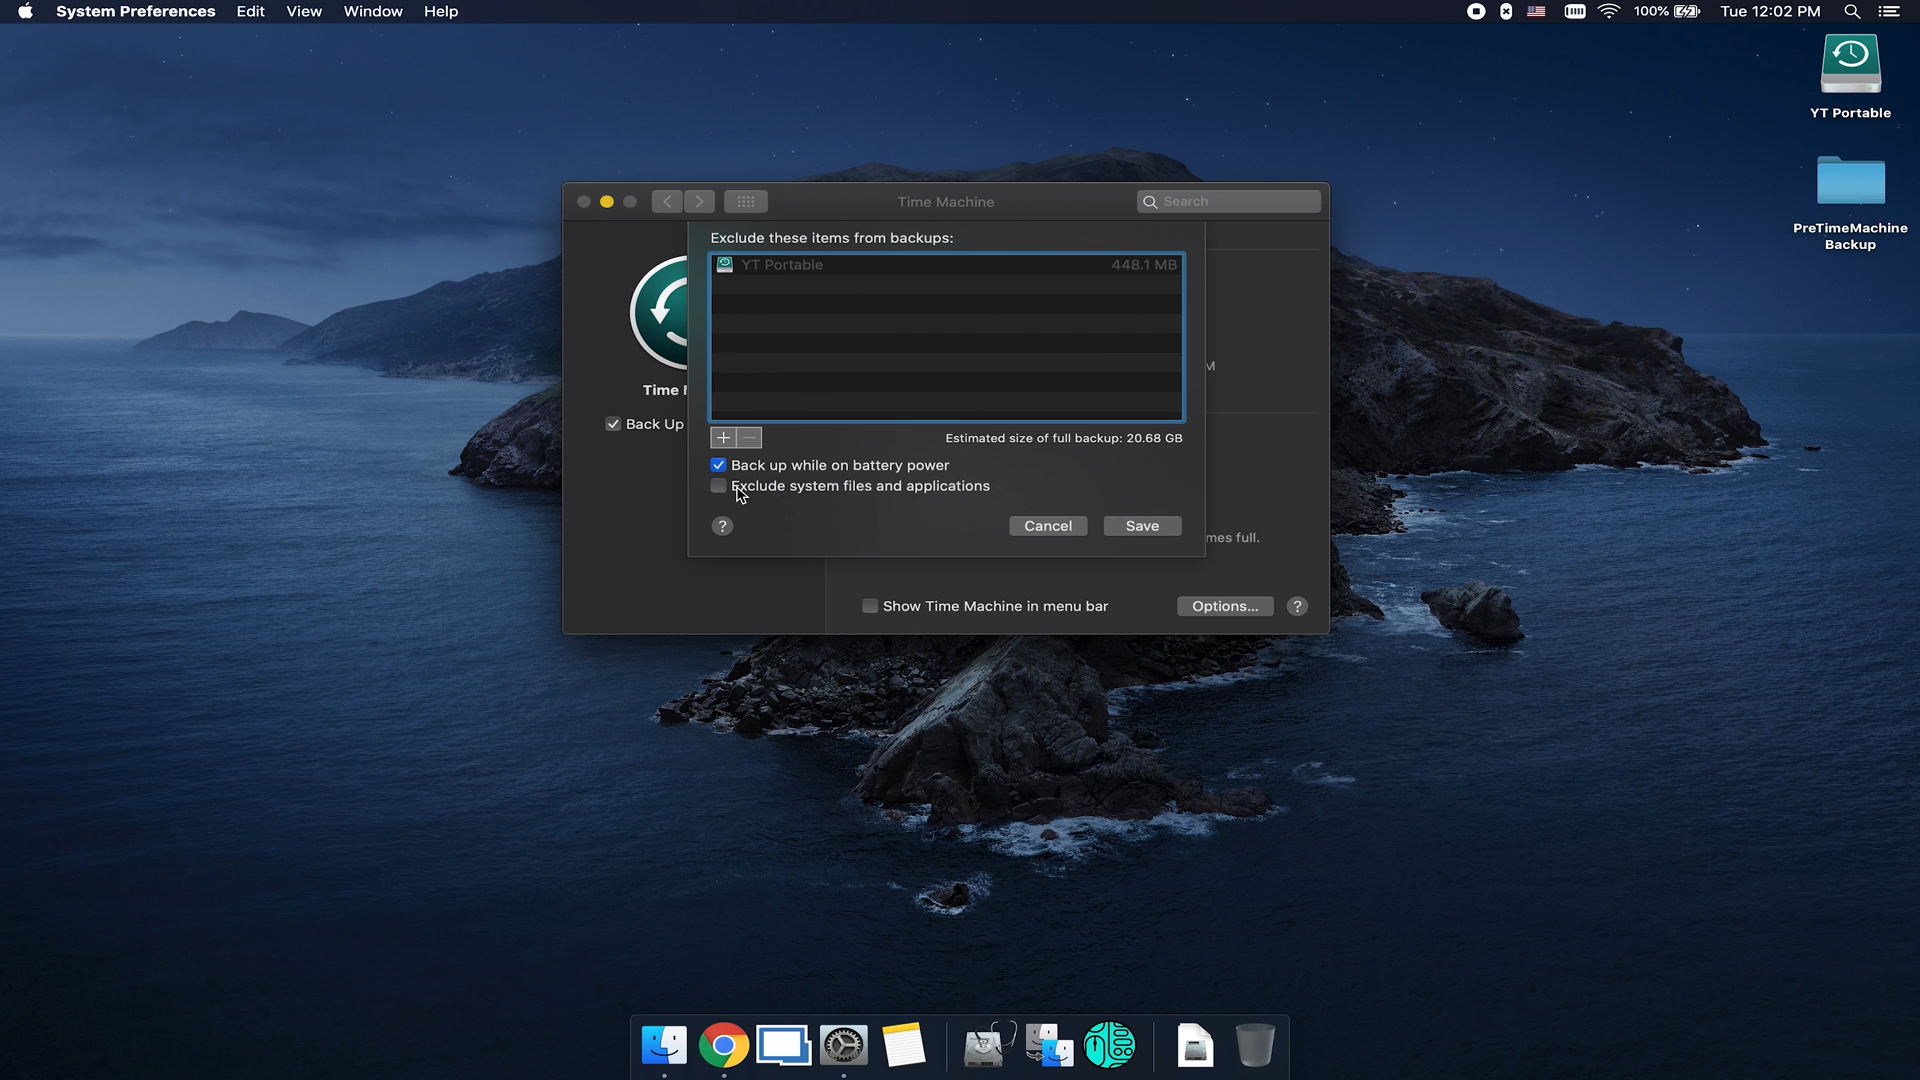 System Preferences Edit View Window Help
100% Tue 12:02 PM
YT Portable
PreTimeMachine
Backup
Time Machine
Search
Exclude these items from backups:
YT Portable 448.1 MB
M
Time M
Back Up
Estimated size of full backup: 20.68 GB
Back up while on battery power
Exclude system files and applications
? Cancel Save
mes full.
Show Time Machine in menu bar Options... ?